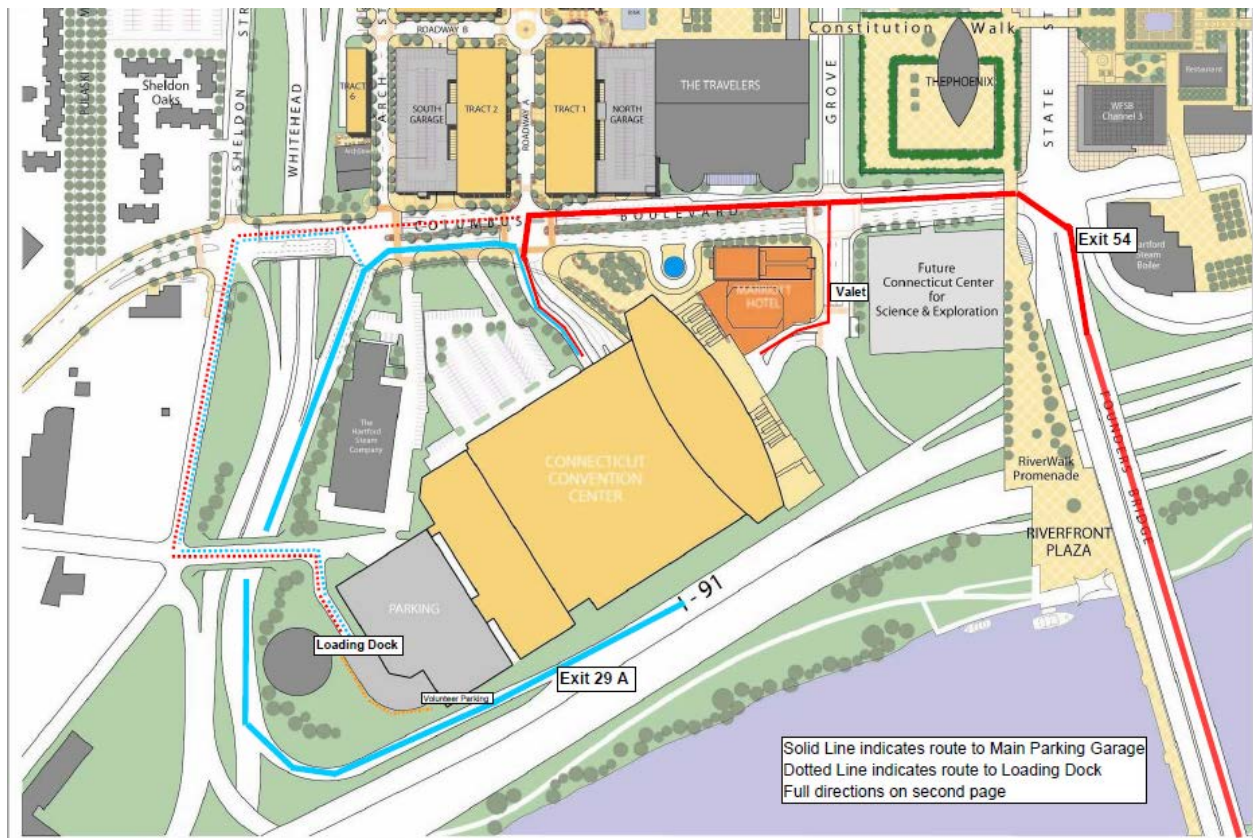 ROADWAY B
ARCH ST
Constitution Walk
Sheldon
Oaks
PULASKI
SHELDON STR
WHITEHEAD
TRACT
6
SOUTH
GARAGE
TRACT 2
ROADWAY A
TRACT 1
NORTH
GARAGE
THE TRAVELERS
GROVE
THEPHOENIX
STATE ST
Restaurant
WFSB
Channel 3
COLUMBUS BOULEVARD
Exit 54
Hartford
Steam
Boiler
MARRIOTT
HOTEL
Valet
Future
Connecticut Center
for
Science & Exploration
The
Hartford
Steam
Company
CONNECTICUT
CONVENTION
CENTER
FOUNDERS BRIDGE
RiverWalk
Promenade
RIVERFRONT
PLAZA
I-91
PARKING
Loading Dock
Volunteer Parking
Exit 29 A
Solid Line indicates route to Main Parking Garage
Dotted Line indicates route to Loading Dock
Full directions on second page